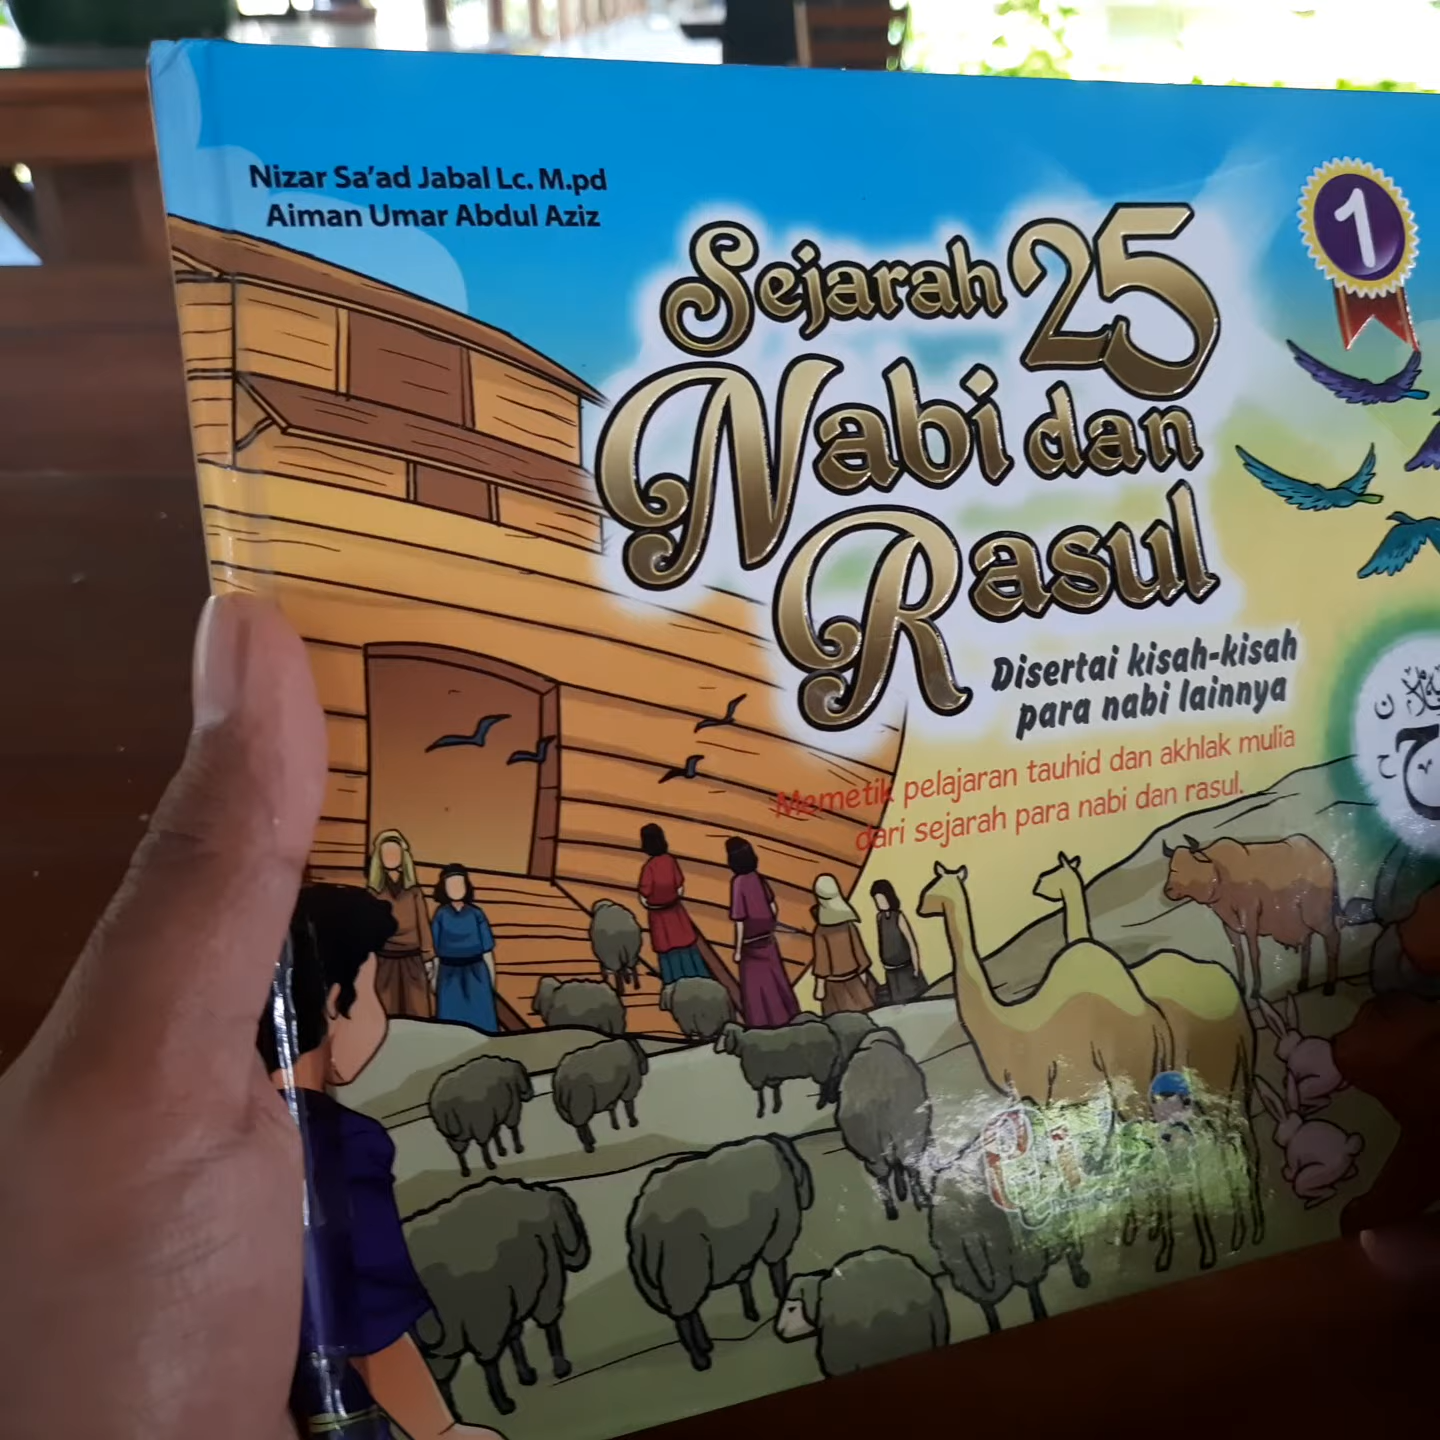 Nizar Sa'ad Jabal Lc. M.pd
Aiman Umar Abdul Aziz
Sejarah 25
Nabi dan
Rasul
1
Disertai kisah-kisah
para nabi lainnya
Memetik pelajaran tauhid dan akhlak mulia
dari sejarah para nabi dan rasul.